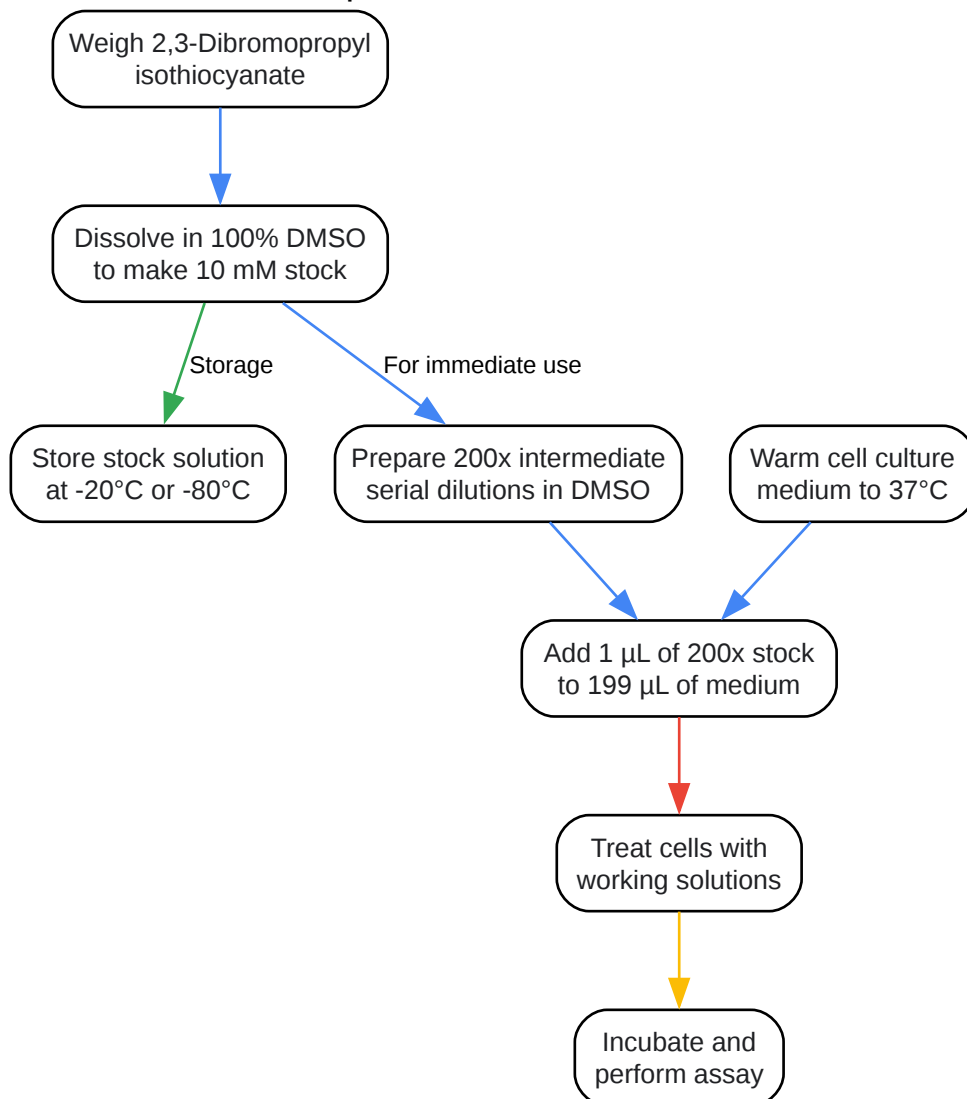 Weigh 2,3-Dibromopropyl
isothiocyanate
Dissolve in 100% DMSO
to make 10 mM stock
Storage
For immediate use
Store stock solution
at -20°C or -80°C
Prepare 200x intermediate
serial dilutions in DMSO
Warm cell culture
medium to 37°C
Add 1 µL of 200x stock
to 199 µL of medium
Treat cells with
working solutions
Incubate and
perform assay